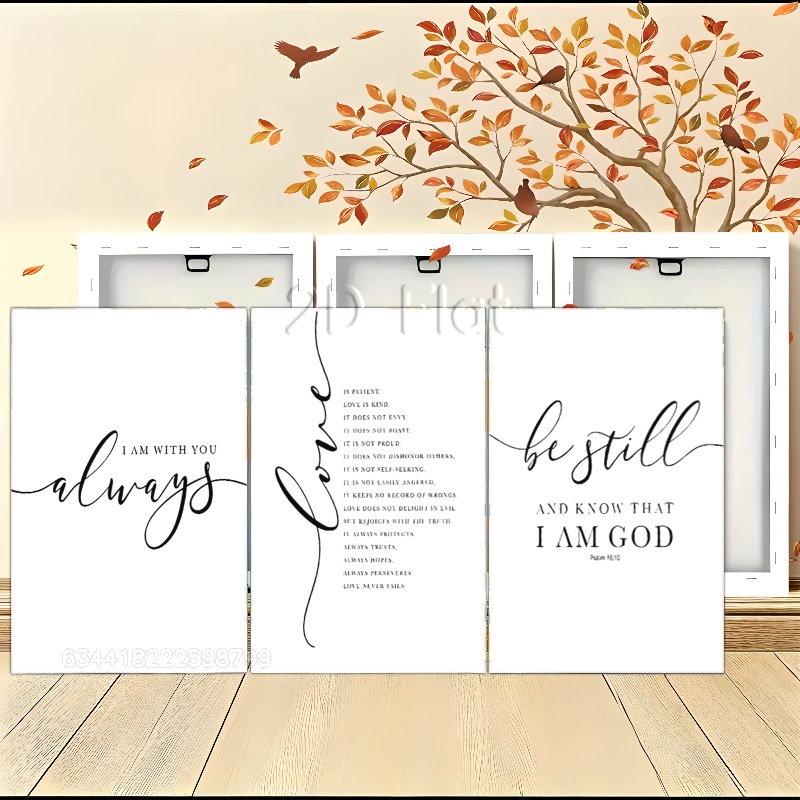 2D Flat
I AM WITH YOU
always
love
IS PATIENT,
LOVE IS KIND.
IT DOES NOT ENVY.
IT DOES NOT BOAST,
IT IS NOT PROUD.
IT DOES NOT DISHONOR OTHERS,
IT IS NOT SELF-SEEKING,
IT IS NOT EASILY ANGERED,
IT KEEPS NO RECORD OF WRONGS.
LOVE DOES NOT DELIGHT IN EVIL
BUT REJOICES WITH THE TRUTH.
IT ALWAYS PROTECTS,
ALWAYS TRUSTS,
ALWAYS HOPES,
ALWAYS PERSEVERES
LOVE NEVER FAILS
be still
AND KNOW THAT
I AM GOD
Psalm 46:10
634418222598799